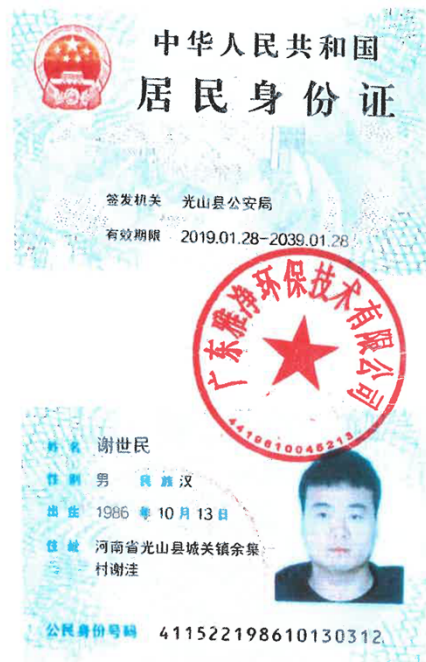 中华人民共和国
居民身份证
签发机关 光山县公安局
有效期限 2019.01.28-2039.01.28
广东雅净环保技术有限公司
4419610045213
姓名 谢世民
性别 男 民族 汉
出生 1986 年 10 月 13 日
住址 河南省光山县城关镇余集
村谢洼
公民身份号码 411522198610130312